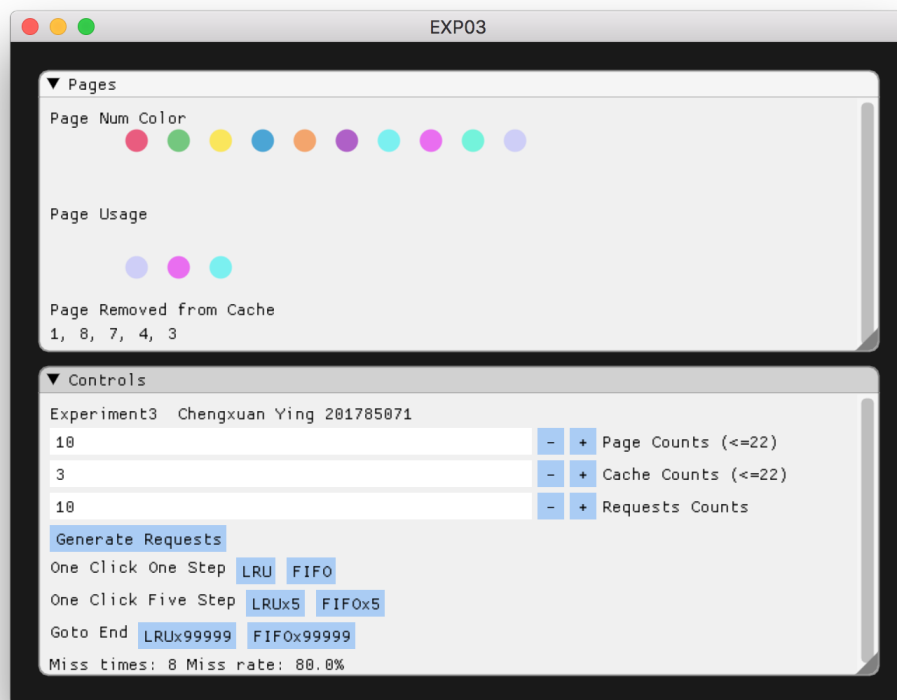 EXP03
Pages
Page Num Color
Page Usage
Page Removed from Cache
1, 8, 7, 4, 3
Controls
Experiment3  Chengxuan Ying 201785071
10 - + Page Counts (<=22)
3 - + Cache Counts (<=22)
10 - + Requests Counts
Generate Requests
One Click One Step LRU FIFO
One Click Five Step LRUx5 FIFOx5
Goto End LRUx99999 FIFOx99999
Miss times: 8 Miss rate: 80.0%